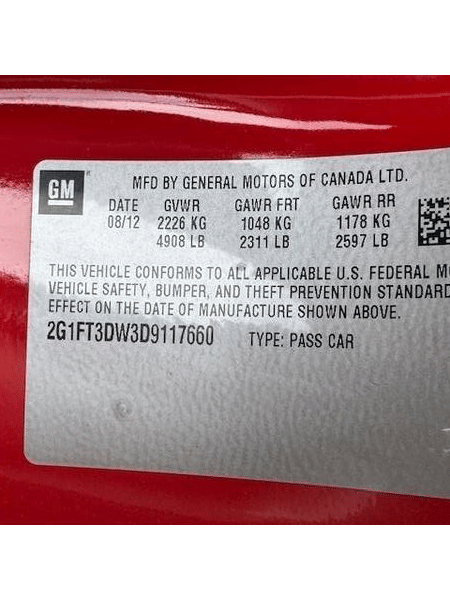 GM
MFD BY GENERAL MOTORS OF CANADA LTD.
DATE GVWR GAWR FRT GAWR RR
08/12 2226 KG 1048 KG 1178 KG
4908 LB 2311 LB 2597 LB
THIS VEHICLE CONFORMS TO ALL APPLICABLE U.S. FEDERAL MO
VEHICLE SAFETY, BUMPER, AND THEFT PREVENTION STANDARD
EFFECT ON THE DATE OF MANUFACTURE SHOWN ABOVE.
2G1FT3DW3D9117660 TYPE: PASS CAR